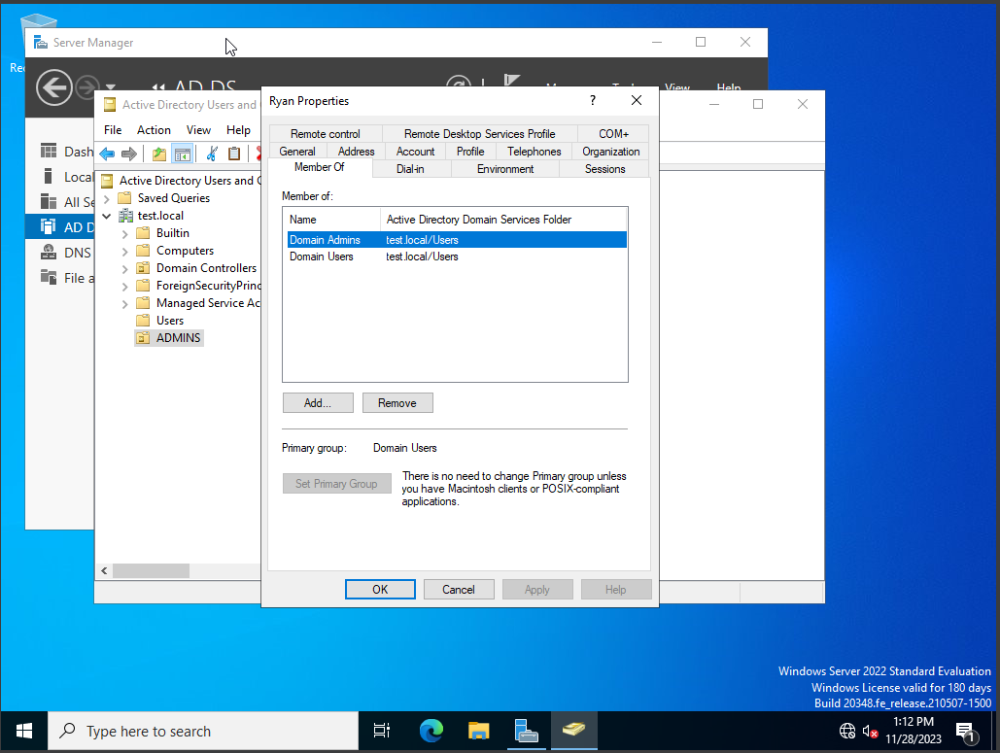 Server Manager
AD DS
View
Help
Dash
Local
All Se
AD D
DNS
File a
Active Directory Users and
File Action View Help
Active Directory Users and C
Saved Queries
test.local
Builtin
Computers
Domain Controllers
ForeignSecurityPrinc
Managed Service Ac
Users
ADMINS
Ryan Properties
?
Remote control Remote Desktop Services Profile COM+
General Address Account Profile Telephones Organization
Member Of Dial-in Environment Sessions
Member of:
Name Active Directory Domain Services Folder
Domain Admins test.local/Users
Domain Users test.local/Users
Add... Remove
Primary group: Domain Users
Set Primary Group
There is no need to change Primary group unless
you have Macintosh clients or POSIX-compliant
applications.
OK Cancel Apply Help
Windows Server 2022 Standard Evaluation
Windows License valid for 180 days
Build 20348.fe_release.210507-1500
Type here to search
1:12 PM
11/28/2023
1